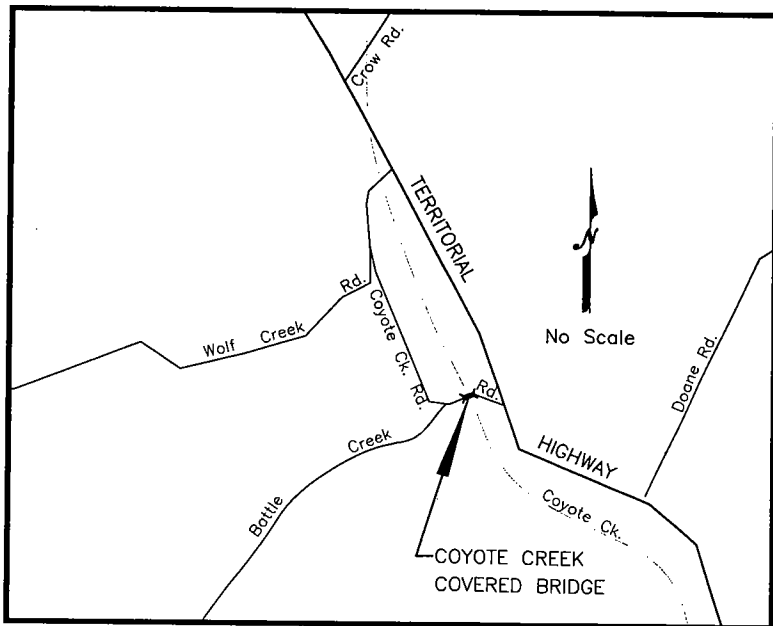 Crow Rd.
TERRITORIAL
N
No Scale
Wolf Creek Rd.
Coyote Ck. Rd.
Doane Rd.
Battle Creek Rd.
HIGHWAY
Coyote Ck.
COYOTE CREEK
COVERED BRIDGE